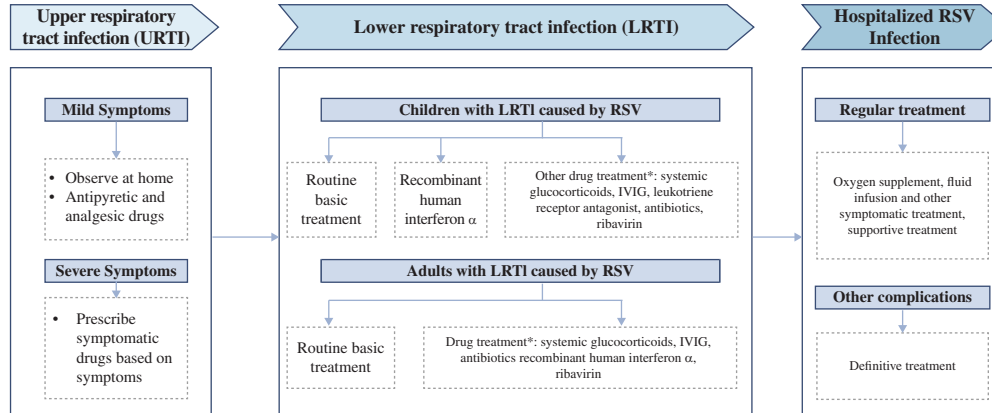 Upper respiratory
tract infection (URTI)
Lower respiratory tract infection (LRTI)
Hospitalized RSV
Infection
Mild Symptoms
• Observe at home
• Antipyretic and
analgesic drugs
Severe Symptoms
• Prescribe
symptomatic
drugs based on
symptoms
Children with LRTl caused by RSV
Routine
basic
treatment
Recombinant
human
interferon α
Other drug treatment*: systemic
glucocorticoids, IVIG, leukotriene
receptor antagonist, antibiotics,
ribavirin
Adults with LRTl caused by RSV
Routine basic
treatment
Drug treatment*: systemic glucocorticoids, IVIG,
antibiotics recombinant human interferon α,
ribavirin
Regular treatment
Oxygen supplement, fluid
infusion and other
symptomatic treatment,
supportive treatment
Other complications
Definitive treatment